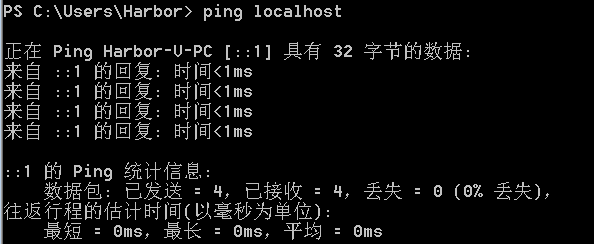 PS C:\Users\Harbor> ping localhost
正在 Ping Harbor-U-PC [::1] 具有 32 字节的数据:
来自 ::1 的回复: 时间<1ms
来自 ::1 的回复: 时间<1ms
来自 ::1 的回复: 时间<1ms
来自 ::1 的回复: 时间<1ms
::1 的 Ping 统计信息:
数据包: 已发送 = 4，已接收 = 4，丢失 = 0 (0% 丢失)，
往返行程的估计时间(以毫秒为单位):
最短 = 0ms，最长 = 0ms，平均 = 0ms